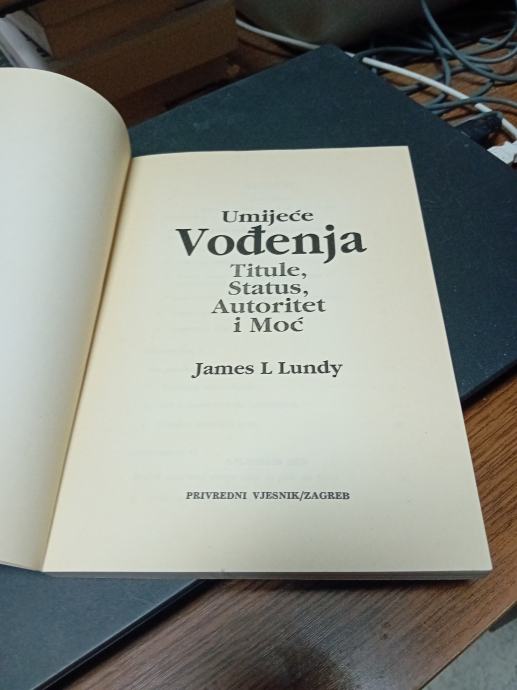 Umijeće
Vođenja
Titule,
Status,
Autoritet
i Moć
James L Lundy
PRIVREDNI VJESNIK/ZAGREB